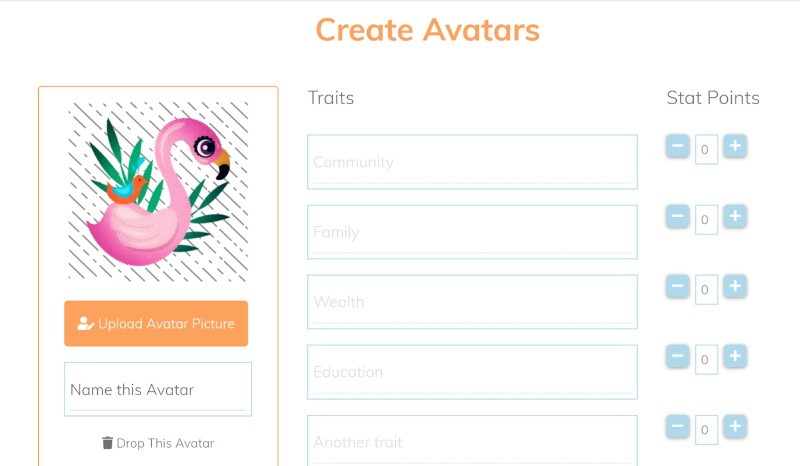 Create Avatars
Traits
Stat Points
Community
0
Family
0
Wealth
0
Education
0
Another trait
0
Upload Avatar Picture
Name this Avatar
Drop This Avatar